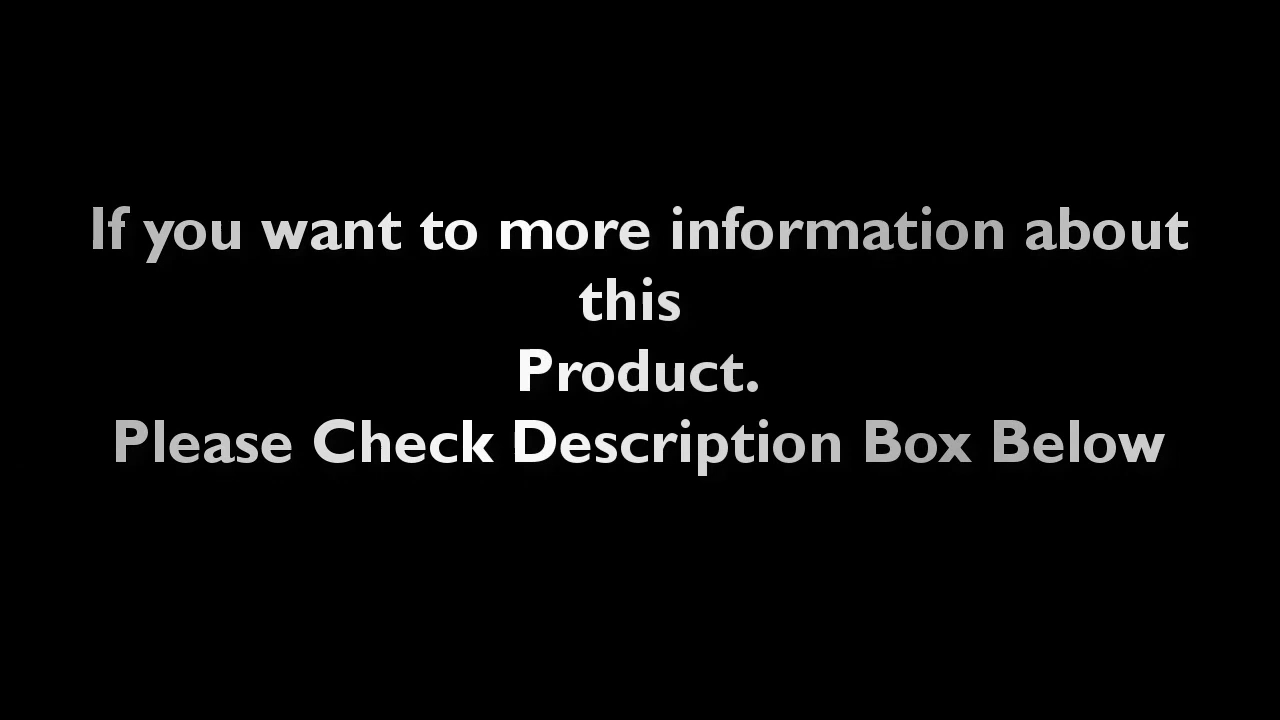 If you want to more information about
this
Product.
Please Check Description Box Below